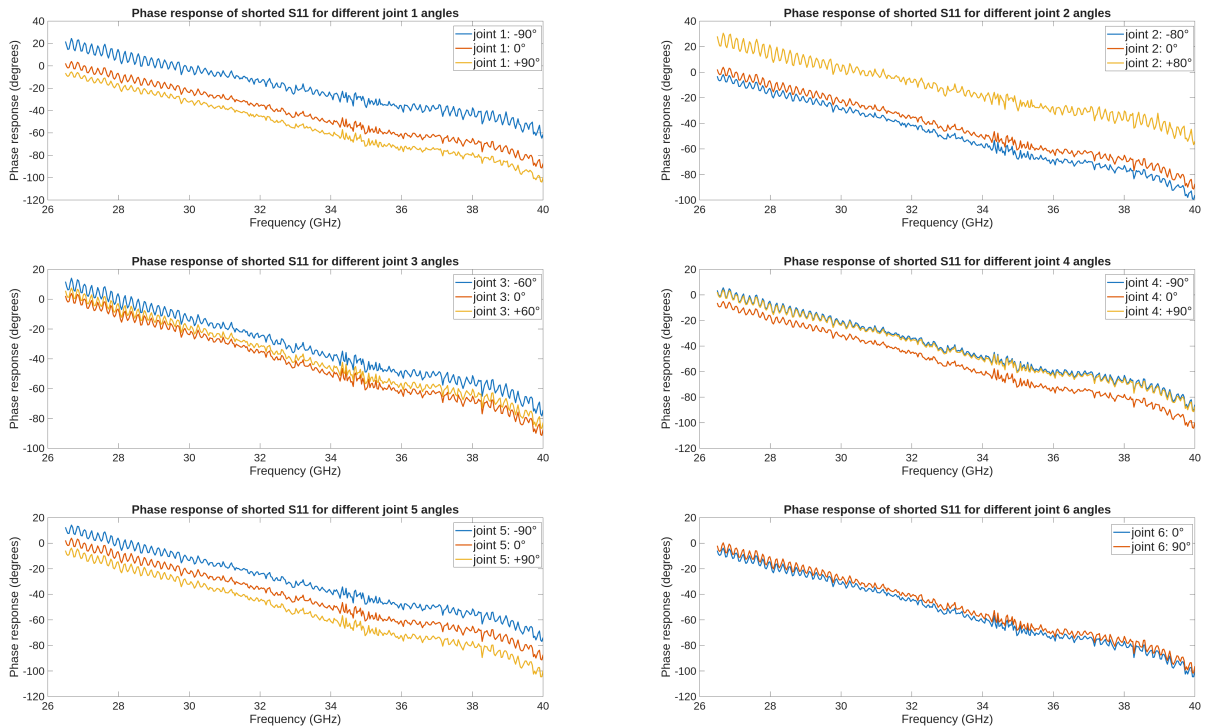 Phase response of shorted S11 for different joint 1 angles
40
20
0
-20
-40
-60
-80
-100
-120
Phase response (degrees)
joint 1: -90°
joint 1: 0°
joint 1: +90°
26 28 30 32 34 36 38 40
Frequency (GHz)
Phase response of shorted S11 for different joint 2 angles
40
20
0
-20
-40
-60
-80
-100
Phase response (degrees)
joint 2: -80°
joint 2: 0°
joint 2: +80°
26 28 30 32 34 36 38 40
Frequency (GHz)
Phase response of shorted S11 for different joint 3 angles
20
0
-20
-40
-60
-80
-100
Phase response (degrees)
joint 3: -60°
joint 3: 0°
joint 3: +60°
26 28 30 32 34 36 38 40
Frequency (GHz)
Phase response of shorted S11 for different joint 4 angles
20
0
-20
-40
-60
-80
-100
-120
Phase response (degrees)
joint 4: -90°
joint 4: 0°
joint 4: +90°
26 28 30 32 34 36 38 40
Frequency (GHz)
Phase response of shorted S11 for different joint 5 angles
20
0
-20
-40
-60
-80
-100
-120
Phase response (degrees)
joint 5: -90°
joint 5: 0°
joint 5: +90°
26 28 30 32 34 36 38 40
Frequency (GHz)
Phase response of shorted S11 for different joint 6 angles
20
0
-20
-40
-60
-80
-100
-120
Phase response (degrees)
joint 6: 0°
joint 6: 90°
26 28 30 32 34 36 38 40
Frequency (GHz)